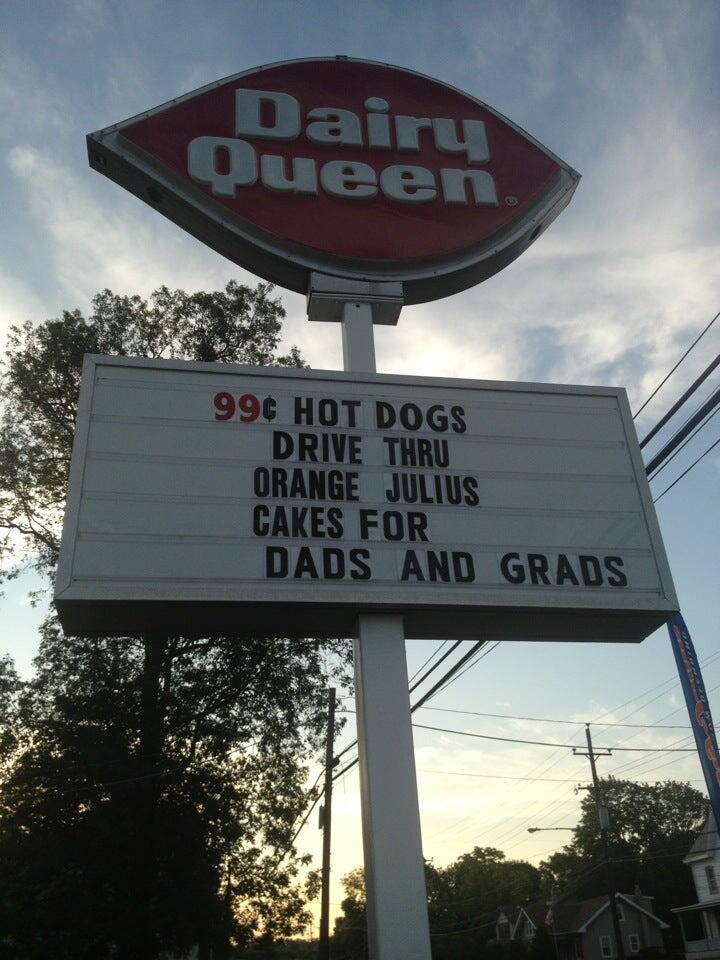 Dairy
Queen®
99¢ HOT DOGS
DRIVE THRU
ORANGE JULIUS
CAKES FOR
DADS AND GRADS